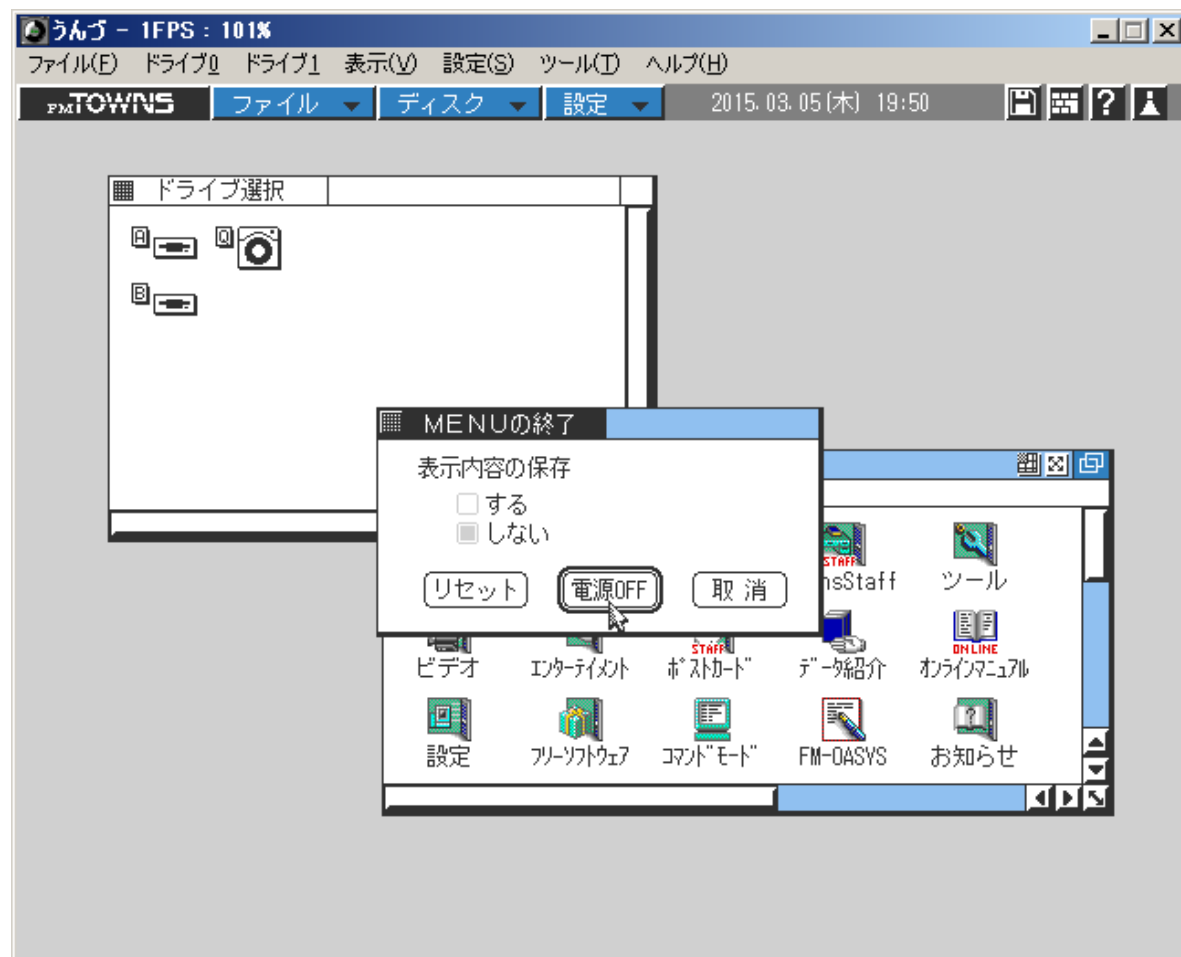 うんづ - 1FPS : 101%
ファイル(F) ドライブ0 ドライブ1 表示(V) 設定(S) ツール(T) ヘルプ(H)
FMTOWNS ファイル ディスク 設定 2015.03.05(木) 19:50 ?
ドライブ選択
A Q
B
MENUの終了
表示内容の保存
する
しない
リセット 電源OFF 取 消
STAFF
nsStaff ツール
STAFF ON LINE
ビデオ エンターテイメント ポストカード データ紹介 オンラインマニュアル
設定 フリーソフトウェア コマンドモード FM-OASYS お知らせ